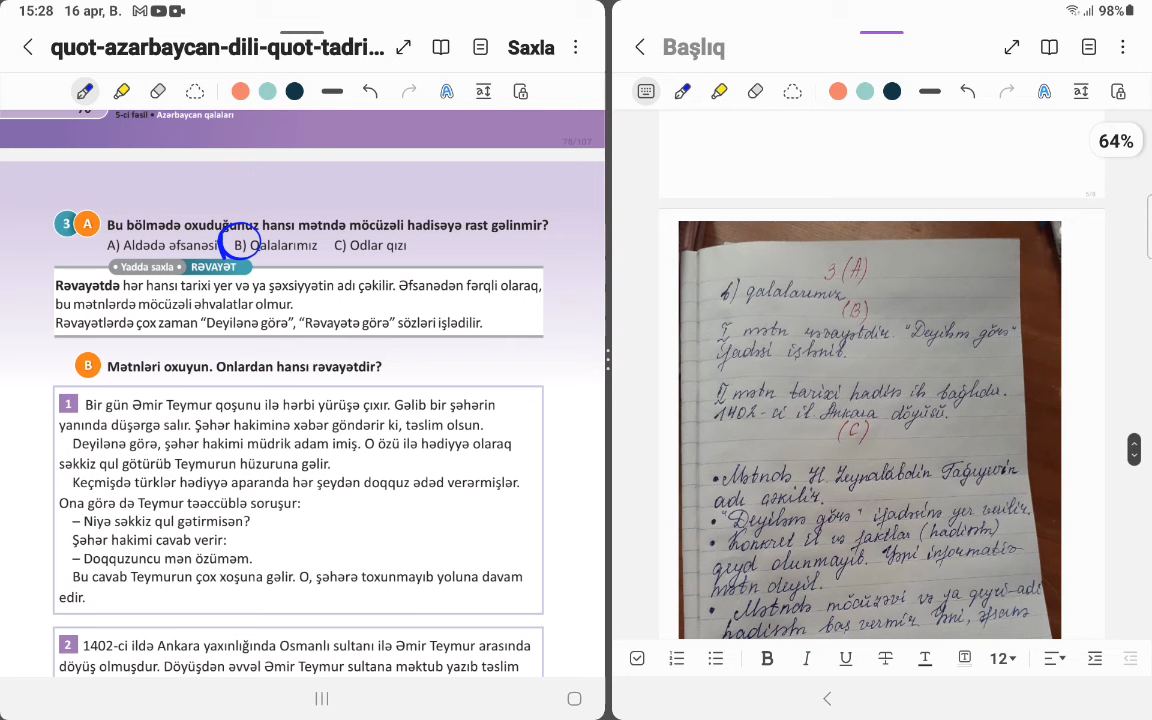 15:28 16 apr, B.
98%
quot-azarbaycan-dili-quot-tadri... Saxla
Başlıq
5-ci fəsil • Azərbaycan qalaları
78/107
64%
5/8
3 A Bu bölmədə oxuduğunuz hansı mətndə möcüzəli hadisəyə rast gəlinmir?
A) Aldədə əfsanəsi B) Qalalarımız C) Odlar qızı
• Yadda saxla • RƏVAYƏT
Rəvayətdə hər hansı tarixi yer və ya şəxsiyyətin adı çəkilir. Əfsanədən fərqli olaraq,
bu mətnlərdə möcüzəli əhvalatlar olmur.
Rəvayətlərdə çox zaman “Deyilənə görə”, “Rəvayətə görə” sözləri işlədilir.
B Mətnləri oxuyun. Onlardan hansı rəvayətdir?
1 Bir gün Əmir Teymur qoşunu ilə hərbi yürüşə çıxır. Gəlib bir şəhərin
yanında düşərgə salır. Şəhər hakiminə xəbər göndərir ki, təslim olsun.
Deyilənə görə, şəhər hakimi müdrik adam imiş. O özü ilə hədiyyə olaraq
səkkiz qul götürüb Teymurun hüzuruna gəlir.
Keçmişdə türklər hədiyyə aparanda hər şeydən doqquz ədəd verərmişlər.
Ona görə də Teymur təəccüblə soruşur:
– Niyə səkkiz qul gətirmisən?
Şəhər hakimi cavab verir:
– Doqquzuncu mən özüməm.
Bu cavab Teymurun çox xoşuna gəlir. O, şəhərə toxunmayıb yoluna davam
edir.
2 1402-ci ildə Ankara yaxınlığında Osmanlı sultanı ilə Əmir Teymur arasında
döyüş olmuşdur. Döyüşdən əvvəl Əmir Teymur sultana məktub yazıb təslim
3 (A)
b) qalalarımız
(B)
I mətn rəvayətdir. "Deyilənə görə"
ifadəsi işlənib.
II mətn tarixi hadisə ilə bağlıdır.
1402-ci il. Ankara döyüşü.
(C)
• Mətndə H. Zeynalabdin Tağıyevin
adı çəkilir.
• "Deyilənə görə" ifadəsinə yer verilir.
• Konkret il və faktlar (hadisəni)
qeyd olunmayıb. Yəni informativ
mətn deyil.
• Mətndə möcüzəvi və ya qeyri-adi
hadisələr baş vermir. Yəni, əfsanə
12